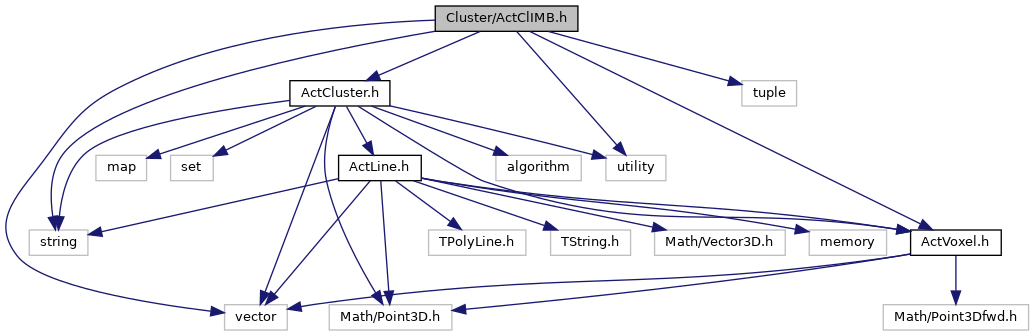 Cluster/ActClIMB.h
ActCluster.h
tuple
map
set
ActLine.h
algorithm
utility
string
TPolyLine.h
TString.h
Math/Vector3D.h
memory
ActVoxel.h
vector
Math/Point3D.h
Math/Point3Dfwd.h